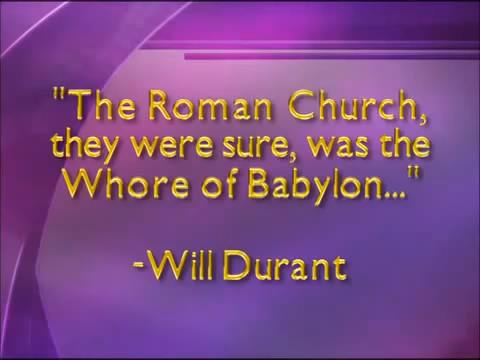 "The Roman Church,
they were sure, was the
Whore of Babylon..."
-Will Durant